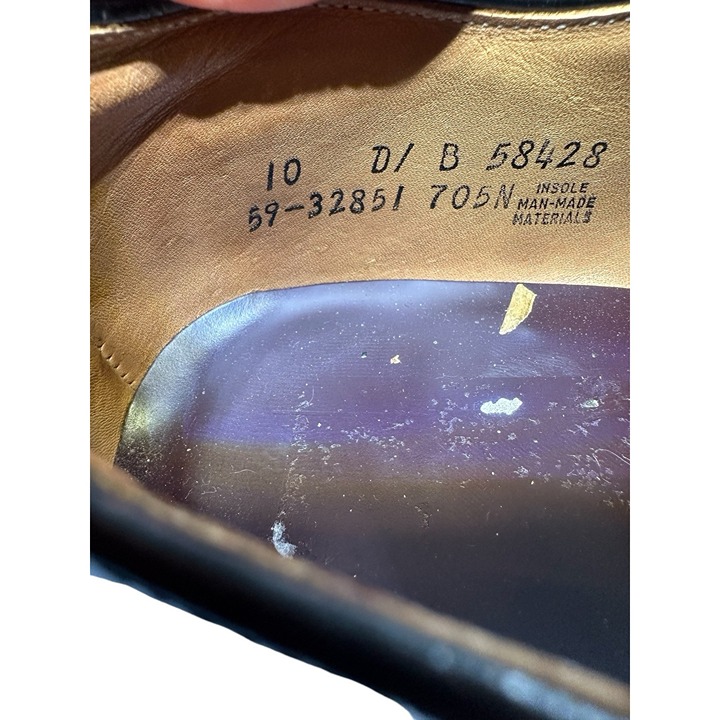 10 D/ B 58428
59-32851 705N INSOLE
MAN-MADE
MATERIALS